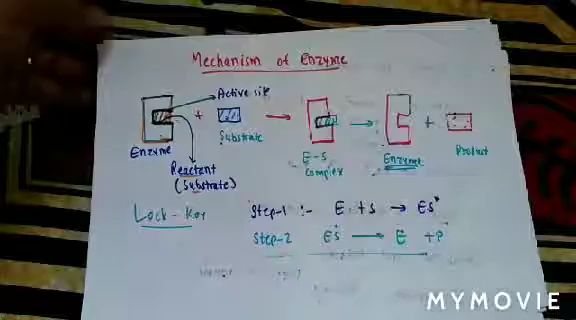 Mechanism of Enzyme
Active sit
+
+
Enzyme
Substrate
E-S
Complex
Enzyme
Product
Reactant
(Substrate)
Lock-Key
Step-1 :- E + S → ES*
Step-2 ES* → E + P
MYMOVIE